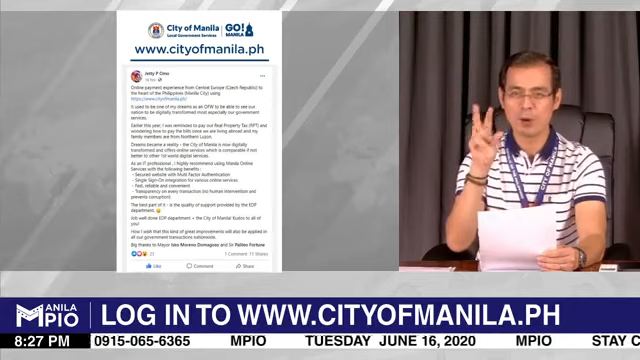 City of Manila
Local Government Services
GO!
MANILA
www.cityofmanila.ph
Jetty P Omo
16 hrs
Online payment experience from Central Europe (Czech Republic) to
the heart of the Philippines (Manila City) using
https://www.cityofmanila.ph/
It used to be one of my dreams as an OFW to be able to see our
nation to be digitally transformed most especially our government
services.
Earlier this year, I was reminded to pay our Real Property Tax (RPT) and
wondering how to pay the bills since we are living abroad and my
family members are from Northern Luzon.
Dreams became a reality - the City of Manila is now digitally
transformed and offers online services which is comparable if not
better to other 1st world digital services.
As an IT professional, I highly recommend using Manila Online
Services with the following benefits:
- Secured website with Multi Factor Authentication
- Single Sign-On integration for various online services
- Fast, reliable and convenient
- Transparency on every transaction (no human intervention and
prevents corruption)
The best part of it - is the quality of support provided by the EDP
department.
Job well done EDP department + the City of Manila! Kudos to all of
you!
How I wish that this kind of great improvements will also be applied in
all our government transactions nationwide.
Big thanks to Mayor Isko Moreno Domagoso and Sir Fortune
1 Comment 11 Shares
Like Comment Share
MANILA
MPIO
LOG IN TO WWW.CITYOFMANILA.PH
8:27 PM 0915-065-6365 MPIO TUESDAY JUNE 16, 2020 MPIO STAY C